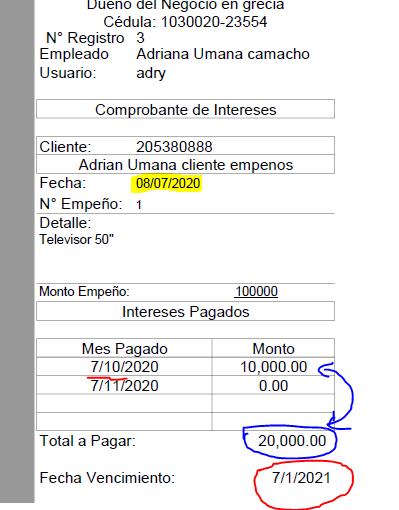 Dueño del Negocio en grecia
Cédula: 1030020-23554
N° Registro 3
Empleado Adriana Umana camacho
Usuario: adry
Comprobante de Intereses
Cliente: 205380888
Adrian Umana cliente empenos
Fecha: 08/07/2020
N° Empeño: 1
Detalle:
Televisor 50"
Monto Empeño: 100000
Intereses Pagados
Mes Pagado Monto
7/10/2020 10,000.00
7/11/2020 0.00
Total a Pagar: 20,000.00
Fecha Vencimiento: 7/1/2021